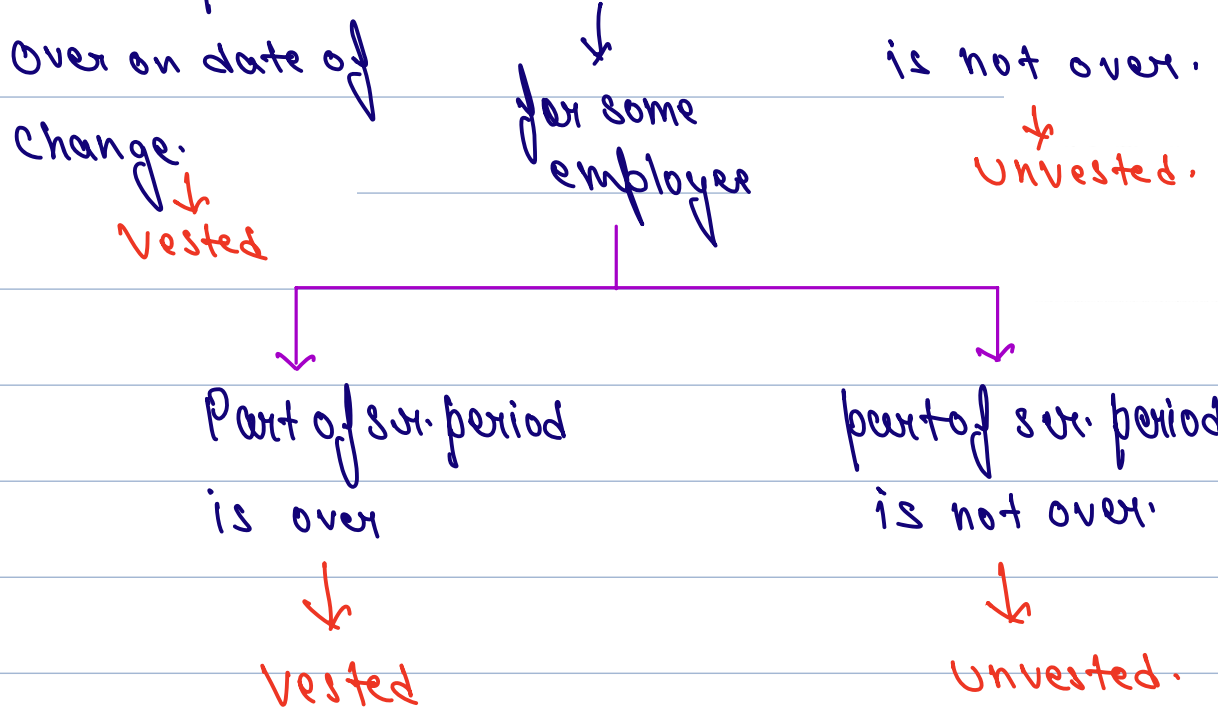 over on date of
change.
Vested
for some
employee
is not over.
Unvested.
Part of sr. period
is over
Vested
part of sr. period
is not over.
Unvested.